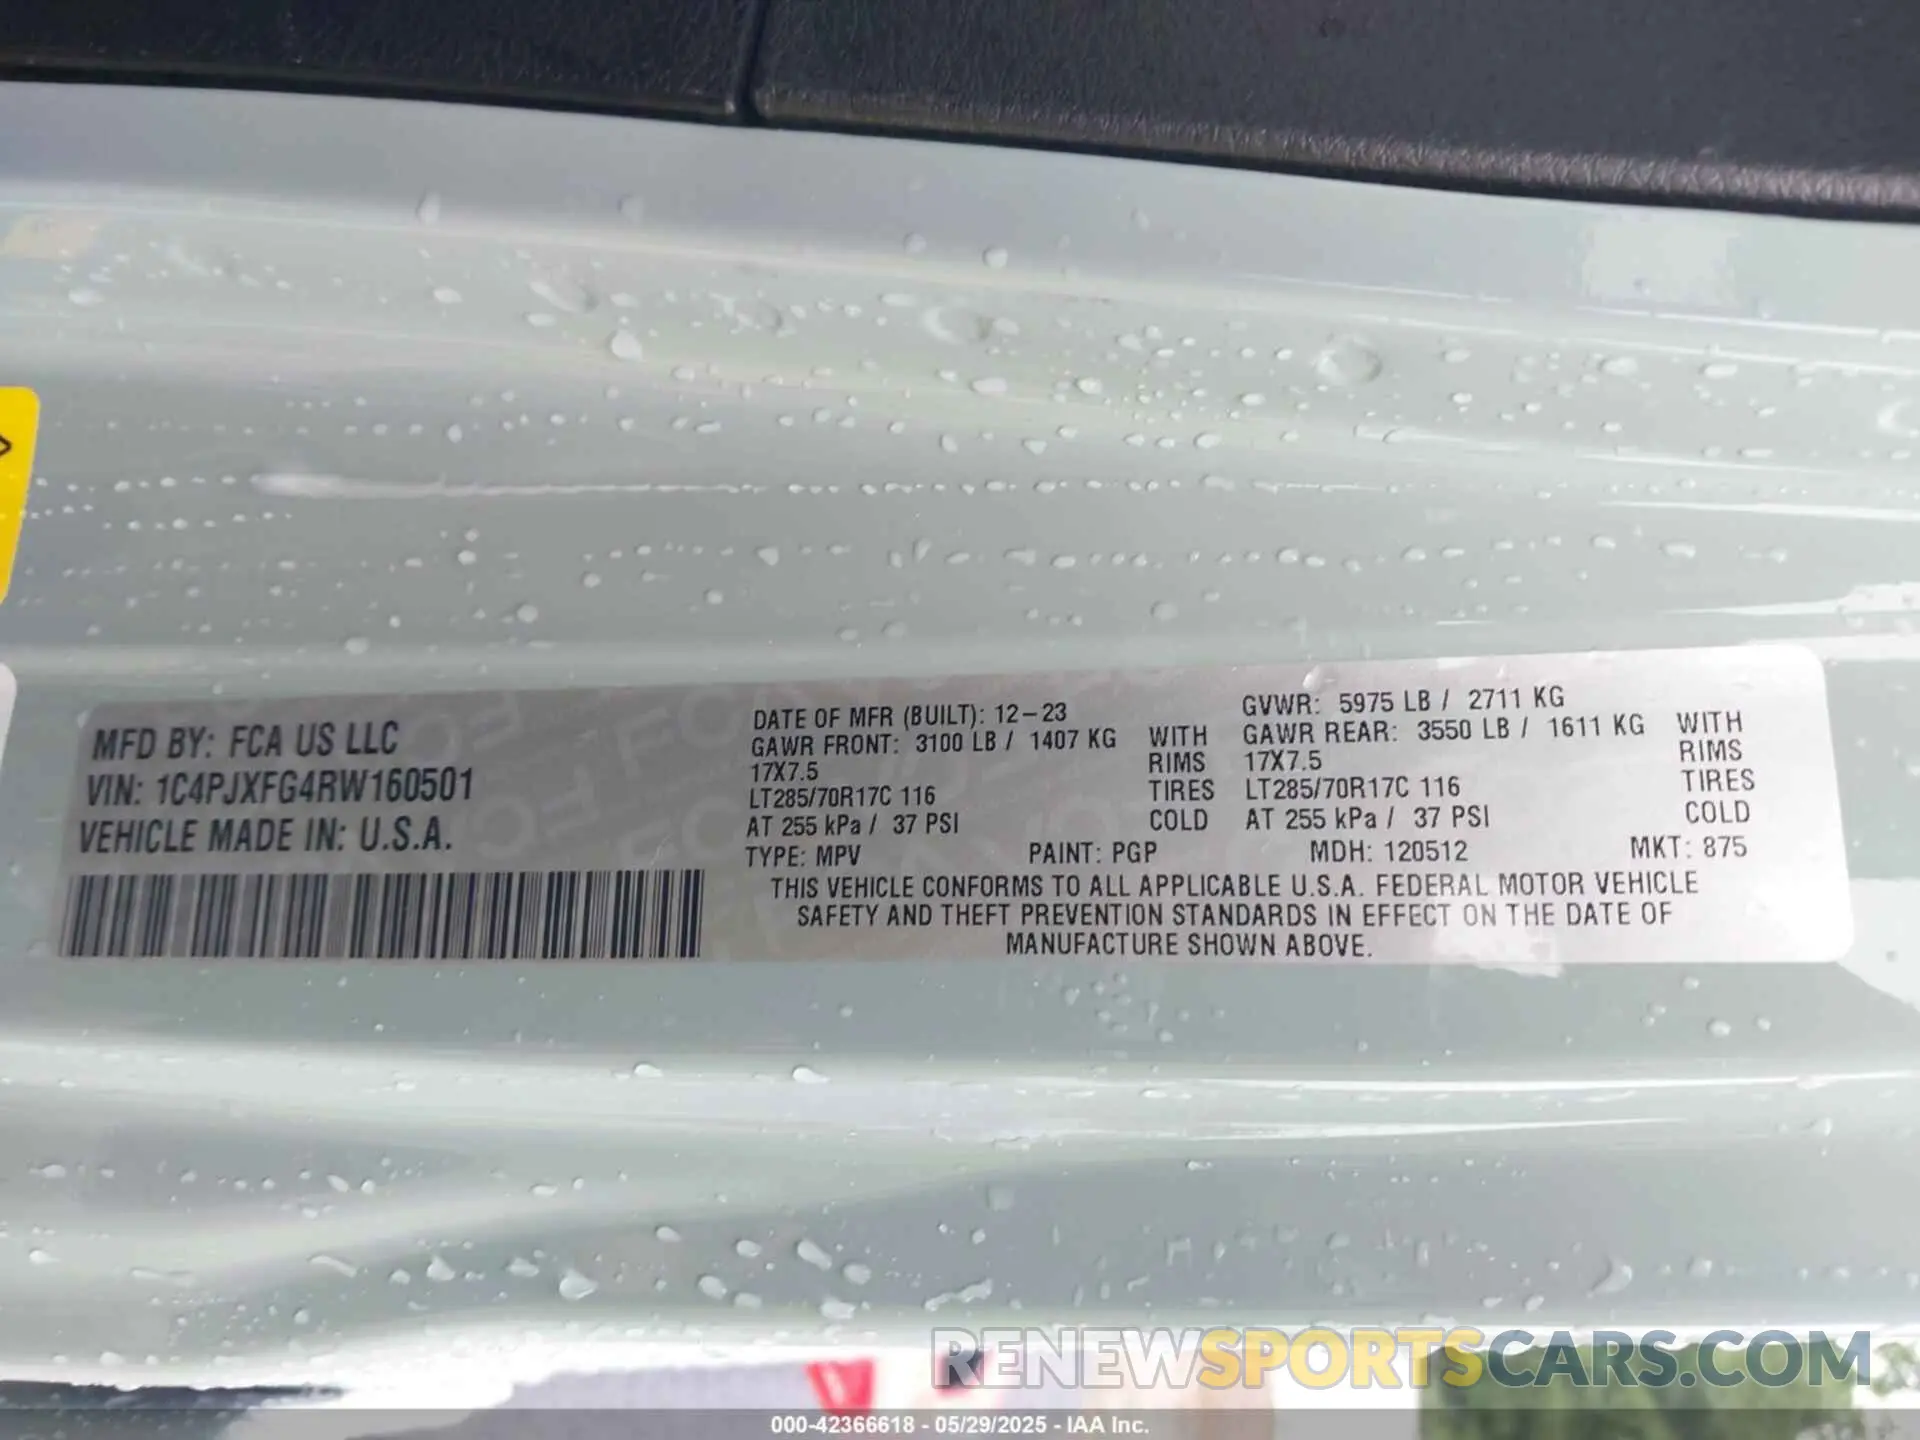 MFD BY: FCA US LLC
VIN: 1C4PJXFG4RW160501
VEHICLE MADE IN: U.S.A.
DATE OF MFR (BUILT): 12-23
GAWR FRONT: 3100 LB / 1407 KG WITH
17X7.5 RIMS
LT285/70R17C 116 TIRES
AT 255 kPa / 37 PSI COLD
GVWR: 5975 LB / 2711 KG
GAWR REAR: 3550 LB / 1611 KG WITH
17X7.5 RIMS
LT285/70R17C 116 TIRES
AT 255 kPa / 37 PSI COLD
TYPE: MPV PAINT: PGP MDH: 120512 MKT: 875
THIS VEHICLE CONFORMS TO ALL APPLICABLE U.S.A. FEDERAL MOTOR VEHICLE
SAFETY AND THEFT PREVENTION STANDARDS IN EFFECT ON THE DATE OF
MANUFACTURE SHOWN ABOVE.
RENEWSPORTSCARS.COM
000-42366618 - 05/29/2025 - IAA Inc.